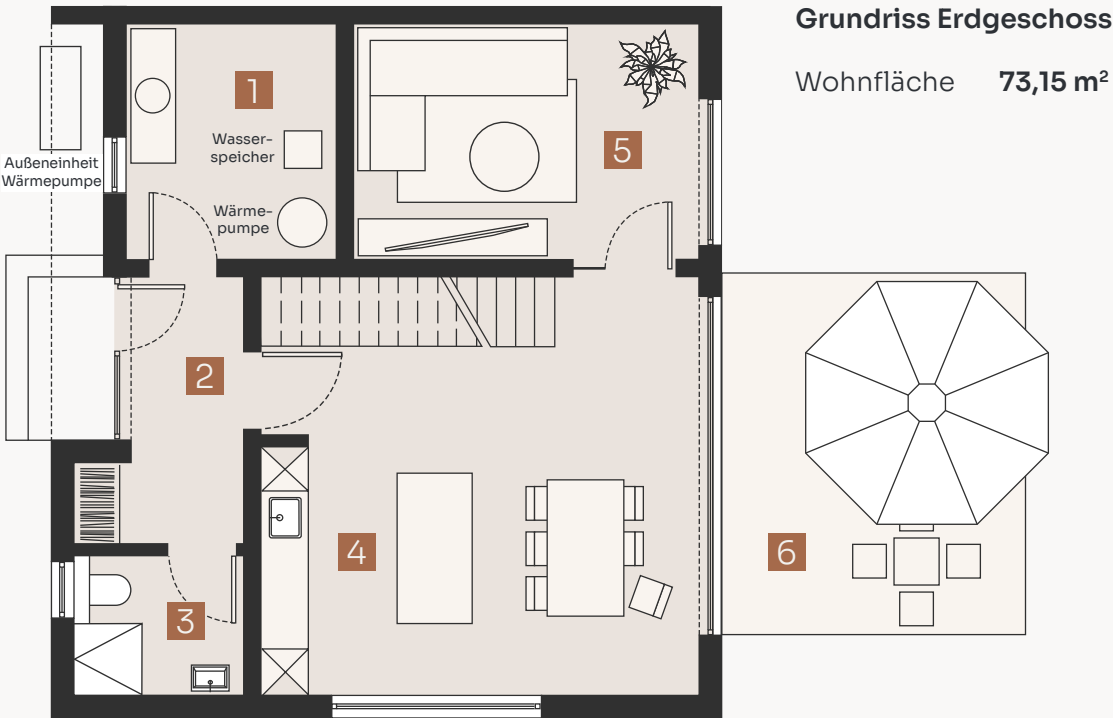 Grundriss Erdgeschoss
Wohnfläche 73,15 m²
1
Wasser-
speicher
Außeneinheit
Wärmepumpe
Wärme-
pumpe
5
2
4
6
3